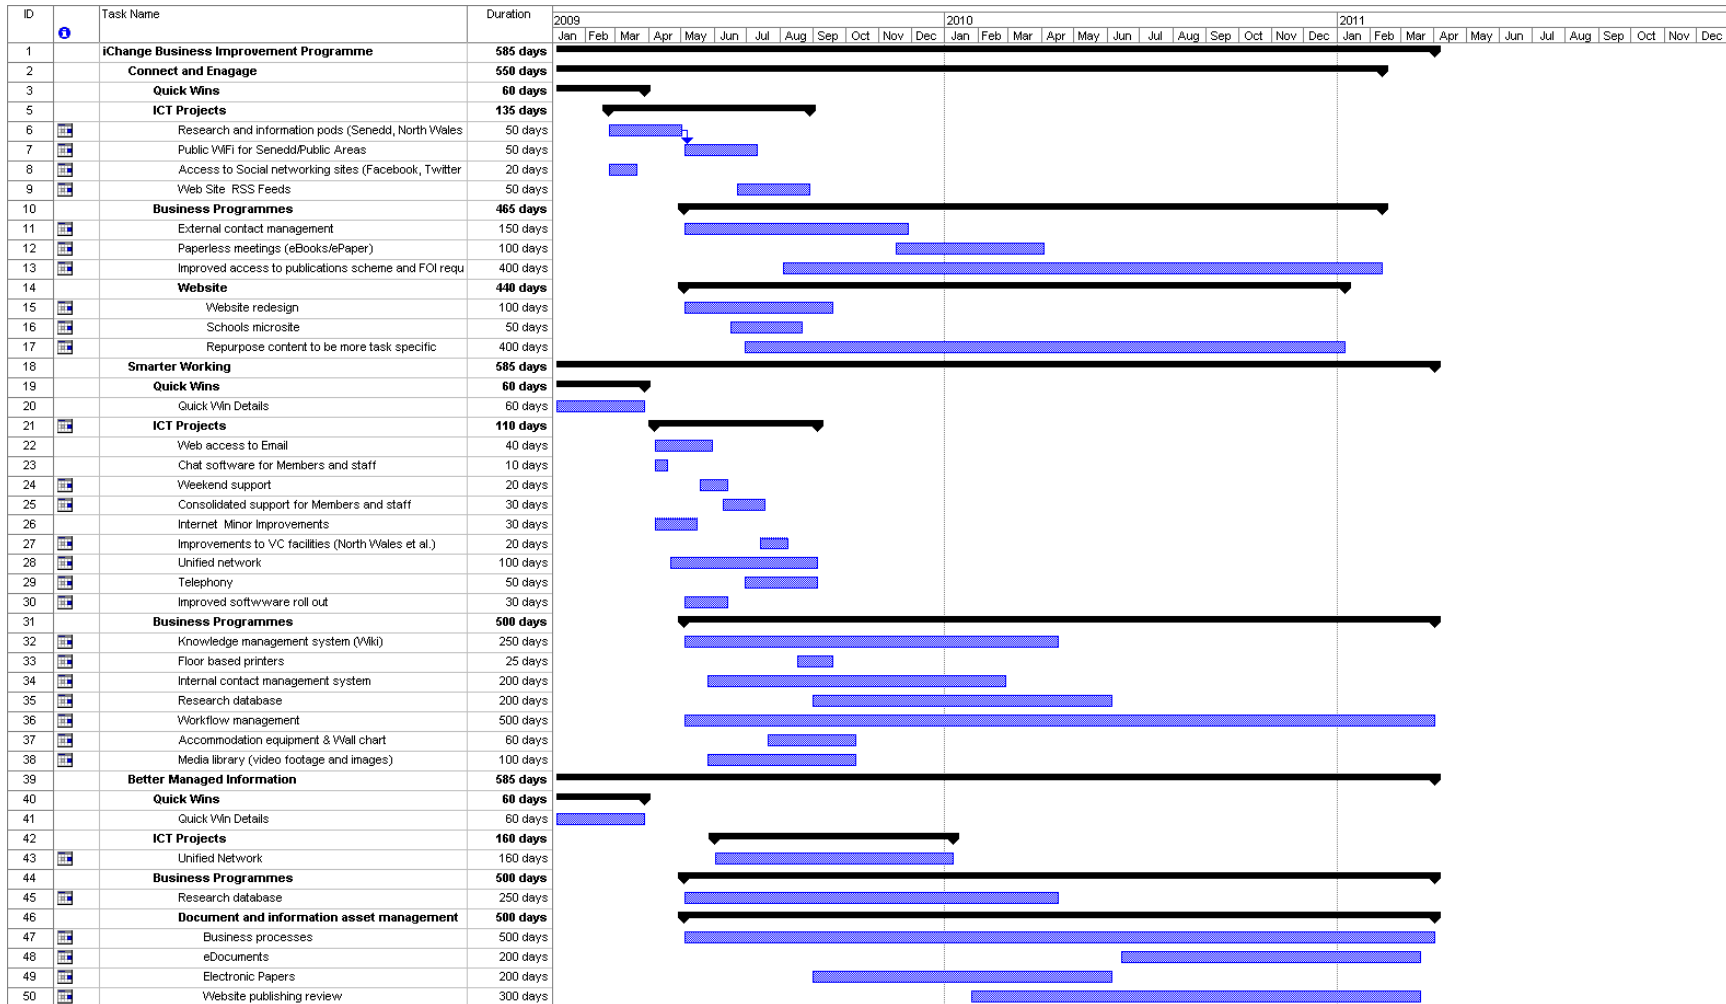 ID Task Name Duration 2009 2010 2011
Jan Feb Mar Apr May Jun Jul Aug Sep Oct Nov Dec Jan Feb Mar Apr May Jun Jul Aug Sep Oct Nov Dec Jan Feb Mar Apr May Jun Jul Aug Sep Oct Nov Dec
1 iChange Business Improvement Programme 585 days
2 Connect and Enagage 550 days
3 Quick Wins 60 days
5 ICT Projects 135 days
6 Research and information pods (Senedd, North Wales 50 days
7 Public WiFi for Senedd/Public Areas 50 days
8 Access to Social networking sites (Facebook, Twitter 20 days
9 Web Site RSS Feeds 50 days
10 Business Programmes 465 days
11 External contact management 150 days
12 Paperless meetings (eBooks/ePaper) 100 days
13 Improved access to publications scheme and FOI requ 400 days
14 Website 440 days
15 Website redesign 100 days
16 Schools microsite 50 days
17 Repurpose content to be more task specific 400 days
18 Smarter Working 585 days
19 Quick Wins 60 days
20 Quick Win Details 60 days
21 ICT Projects 110 days
22 Web access to Email 40 days
23 Chat software for Members and staff 10 days
24 Weekend support 20 days
25 Consolidated support for Members and staff 30 days
26 Internet Minor Improvements 30 days
27 Improvements to VC facilities (North Wales et al.) 20 days
28 Unified network 100 days
29 Telephony 50 days
30 Improved softwware roll out 30 days
31 Business Programmes 500 days
32 Knowledge management system (Wiki) 250 days
33 Floor based printers 25 days
34 Internal contact management system 200 days
35 Research database 200 days
36 Workflow management 500 days
37 Accommodation equipment & Wall chart 60 days
38 Media library (video footage and images) 100 days
39 Better Managed Information 585 days
40 Quick Wins 60 days
41 Quick Win Details 60 days
42 ICT Projects 160 days
43 Unified Network 160 days
44 Business Programmes 500 days
45 Research database 250 days
46 Document and information asset management 500 days
47 Business processes 500 days
48 eDocuments 200 days
49 Electronic Papers 200 days
50 Website publishing review 300 days